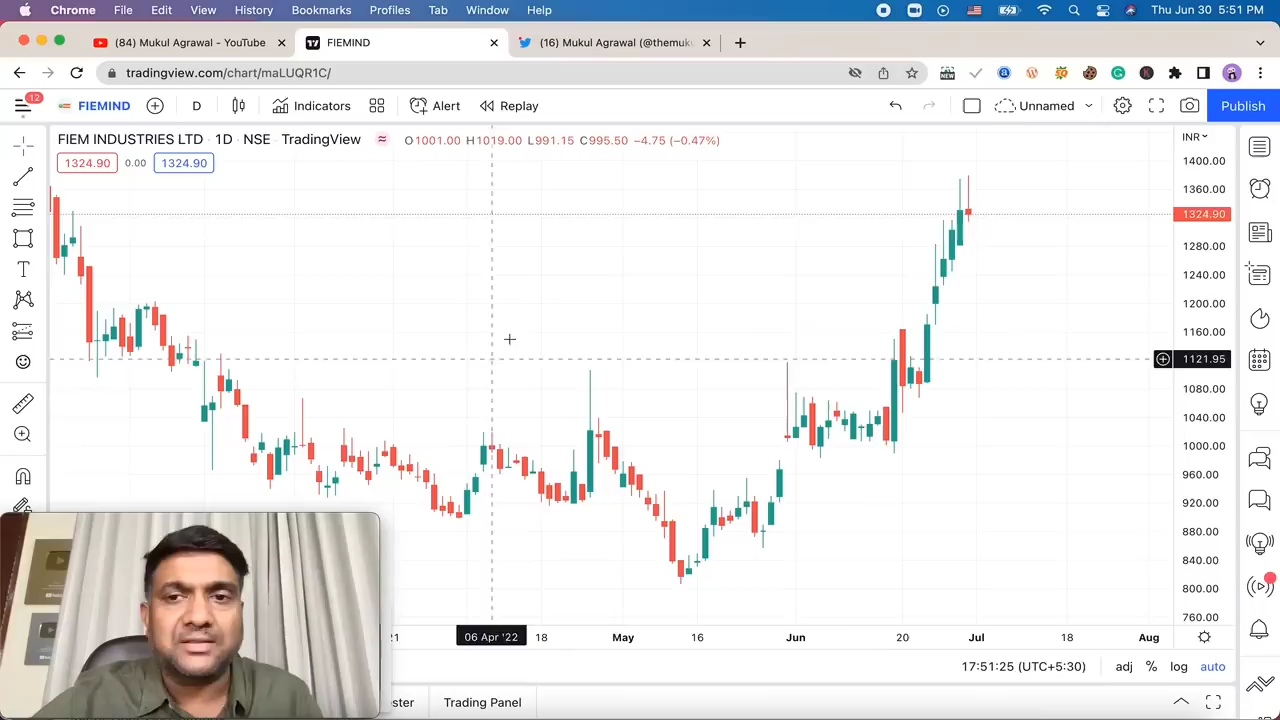 Chrome File Edit View History Bookmarks Profiles Tab Window Help Thu Jun 30 5:51 PM
(84) Mukul Agrawal - YouTube FIEMIND (16) Mukul Agrawal (@themuku
tradingview.com/chart/maLUQR1C/
NEW
12 FIEMIND D Indicators Alert Replay Unnamed Publish
FIEM INDUSTRIES LTD · 1D · NSE · TradingView O1001.00 H1019.00 L991.15 C995.50 −4.75 (−0.47%) INR
1324.90 0.00 1324.90
1400.00
1360.00
1324.90
1280.00
1240.00
1200.00
1160.00
1121.95
1080.00
1040.00
1000.00
960.00
920.00
880.00
840.00
800.00
760.00
21 06 Apr '22 18 May 16 Jun 20 Jul 18 Aug
17:51:25 (UTC+5:30) adj % log auto
ster Trading Panel